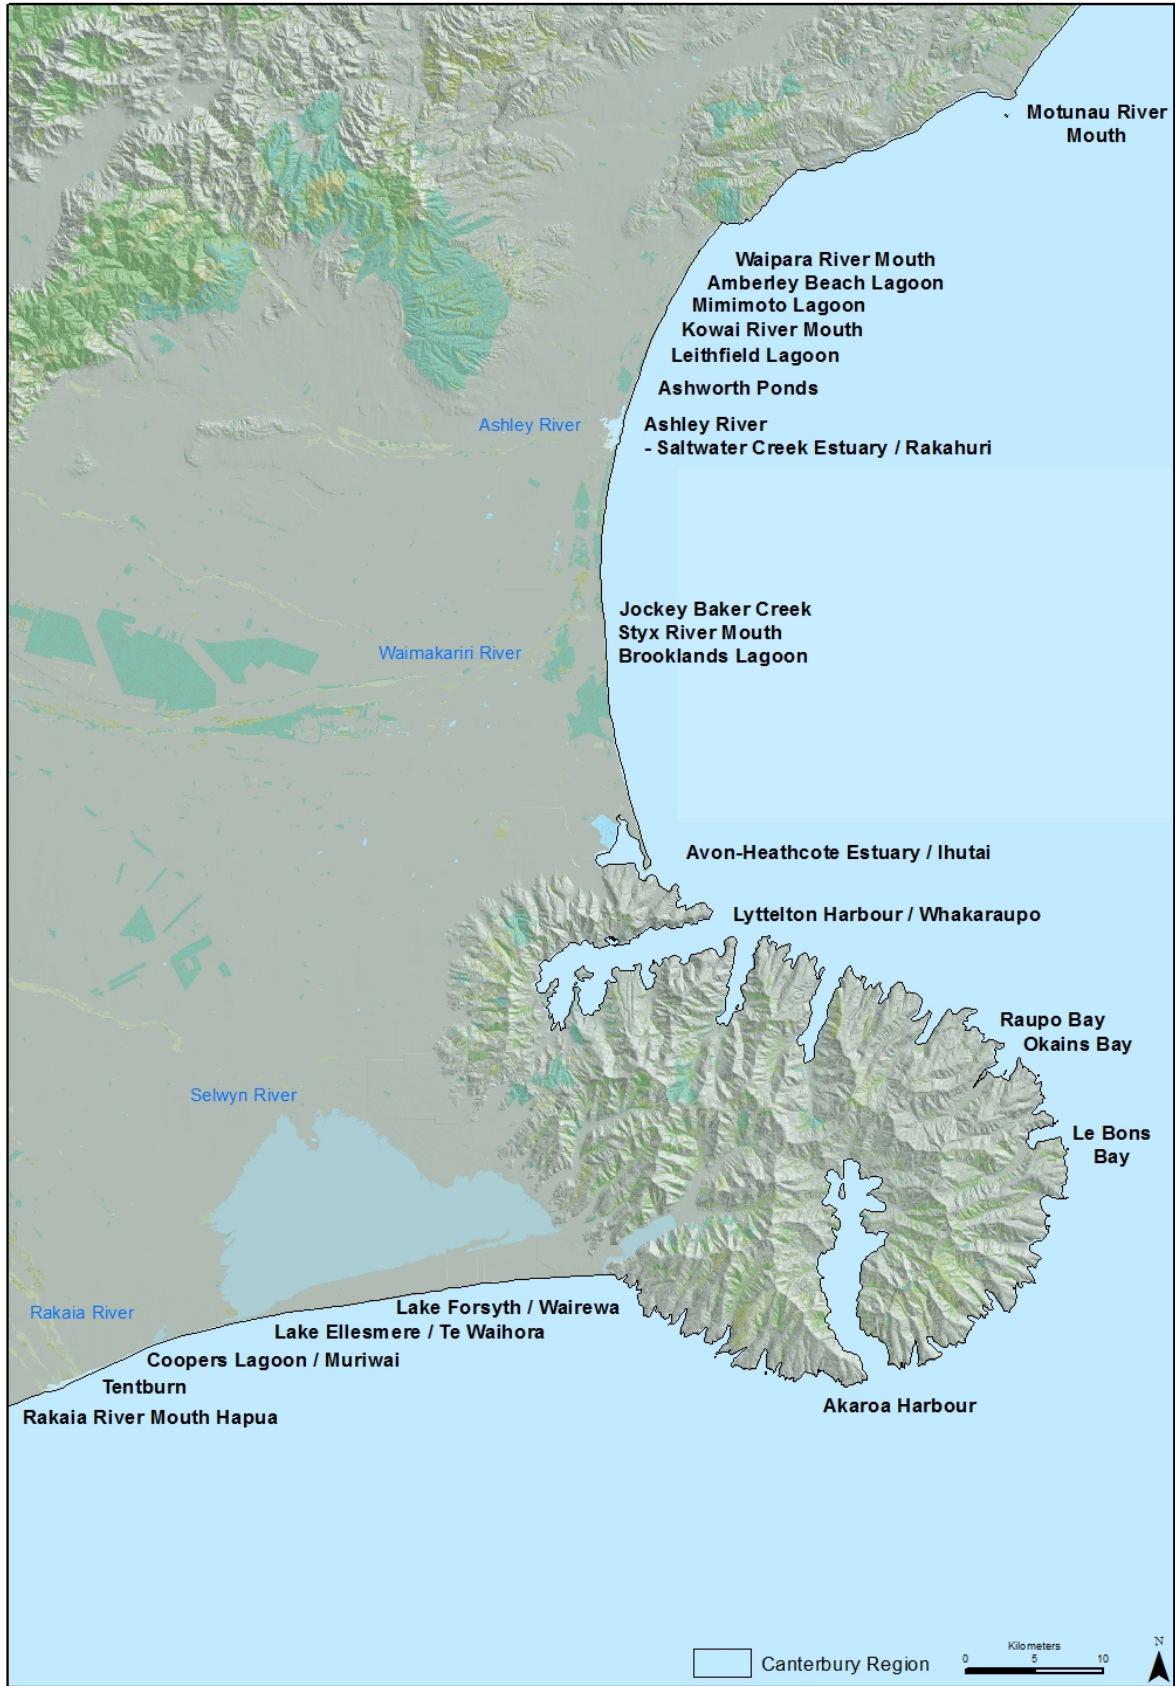 Motunau River
Mouth
Waipara River Mouth
Amberley Beach Lagoon
Mimimoto Lagoon
Kowai River Mouth
Leithfield Lagoon
Ashworth Ponds
Ashley River
Ashley River
- Saltwater Creek Estuary / Rakahuri
Jockey Baker Creek
Styx River Mouth
Waimakariri River
Brooklands Lagoon
Avon-Heathcote Estuary / Ihutai
Lyttelton Harbour / Whakaraupo
Raupo Bay
Okains Bay
Selwyn River
Le Bons
Bay
Rakaia River
Lake Forsyth / Wairewa
Lake Ellesmere / Te Waihora
Coopers Lagoon / Muriwai
Tentburn
Rakaia River Mouth Hapua
Akaroa Harbour
Canterbury Region
Kilometers
0 5 10
N